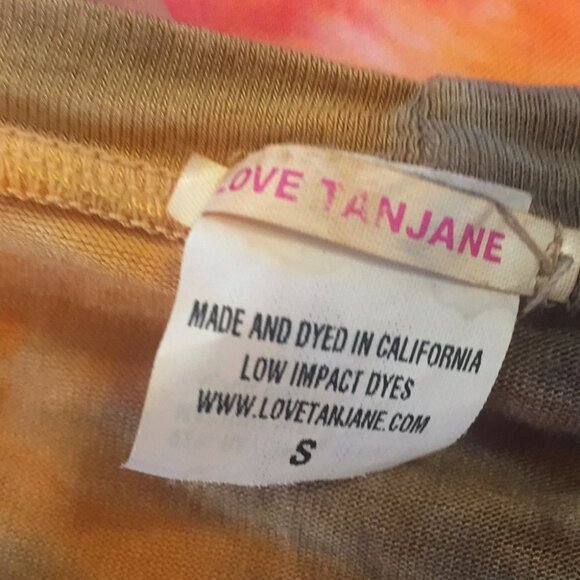 LOVE TANJANE
MADE AND DYED IN CALIFORNIA
LOW IMPACT DYES
WWW.LOVETANJANE.COM
S